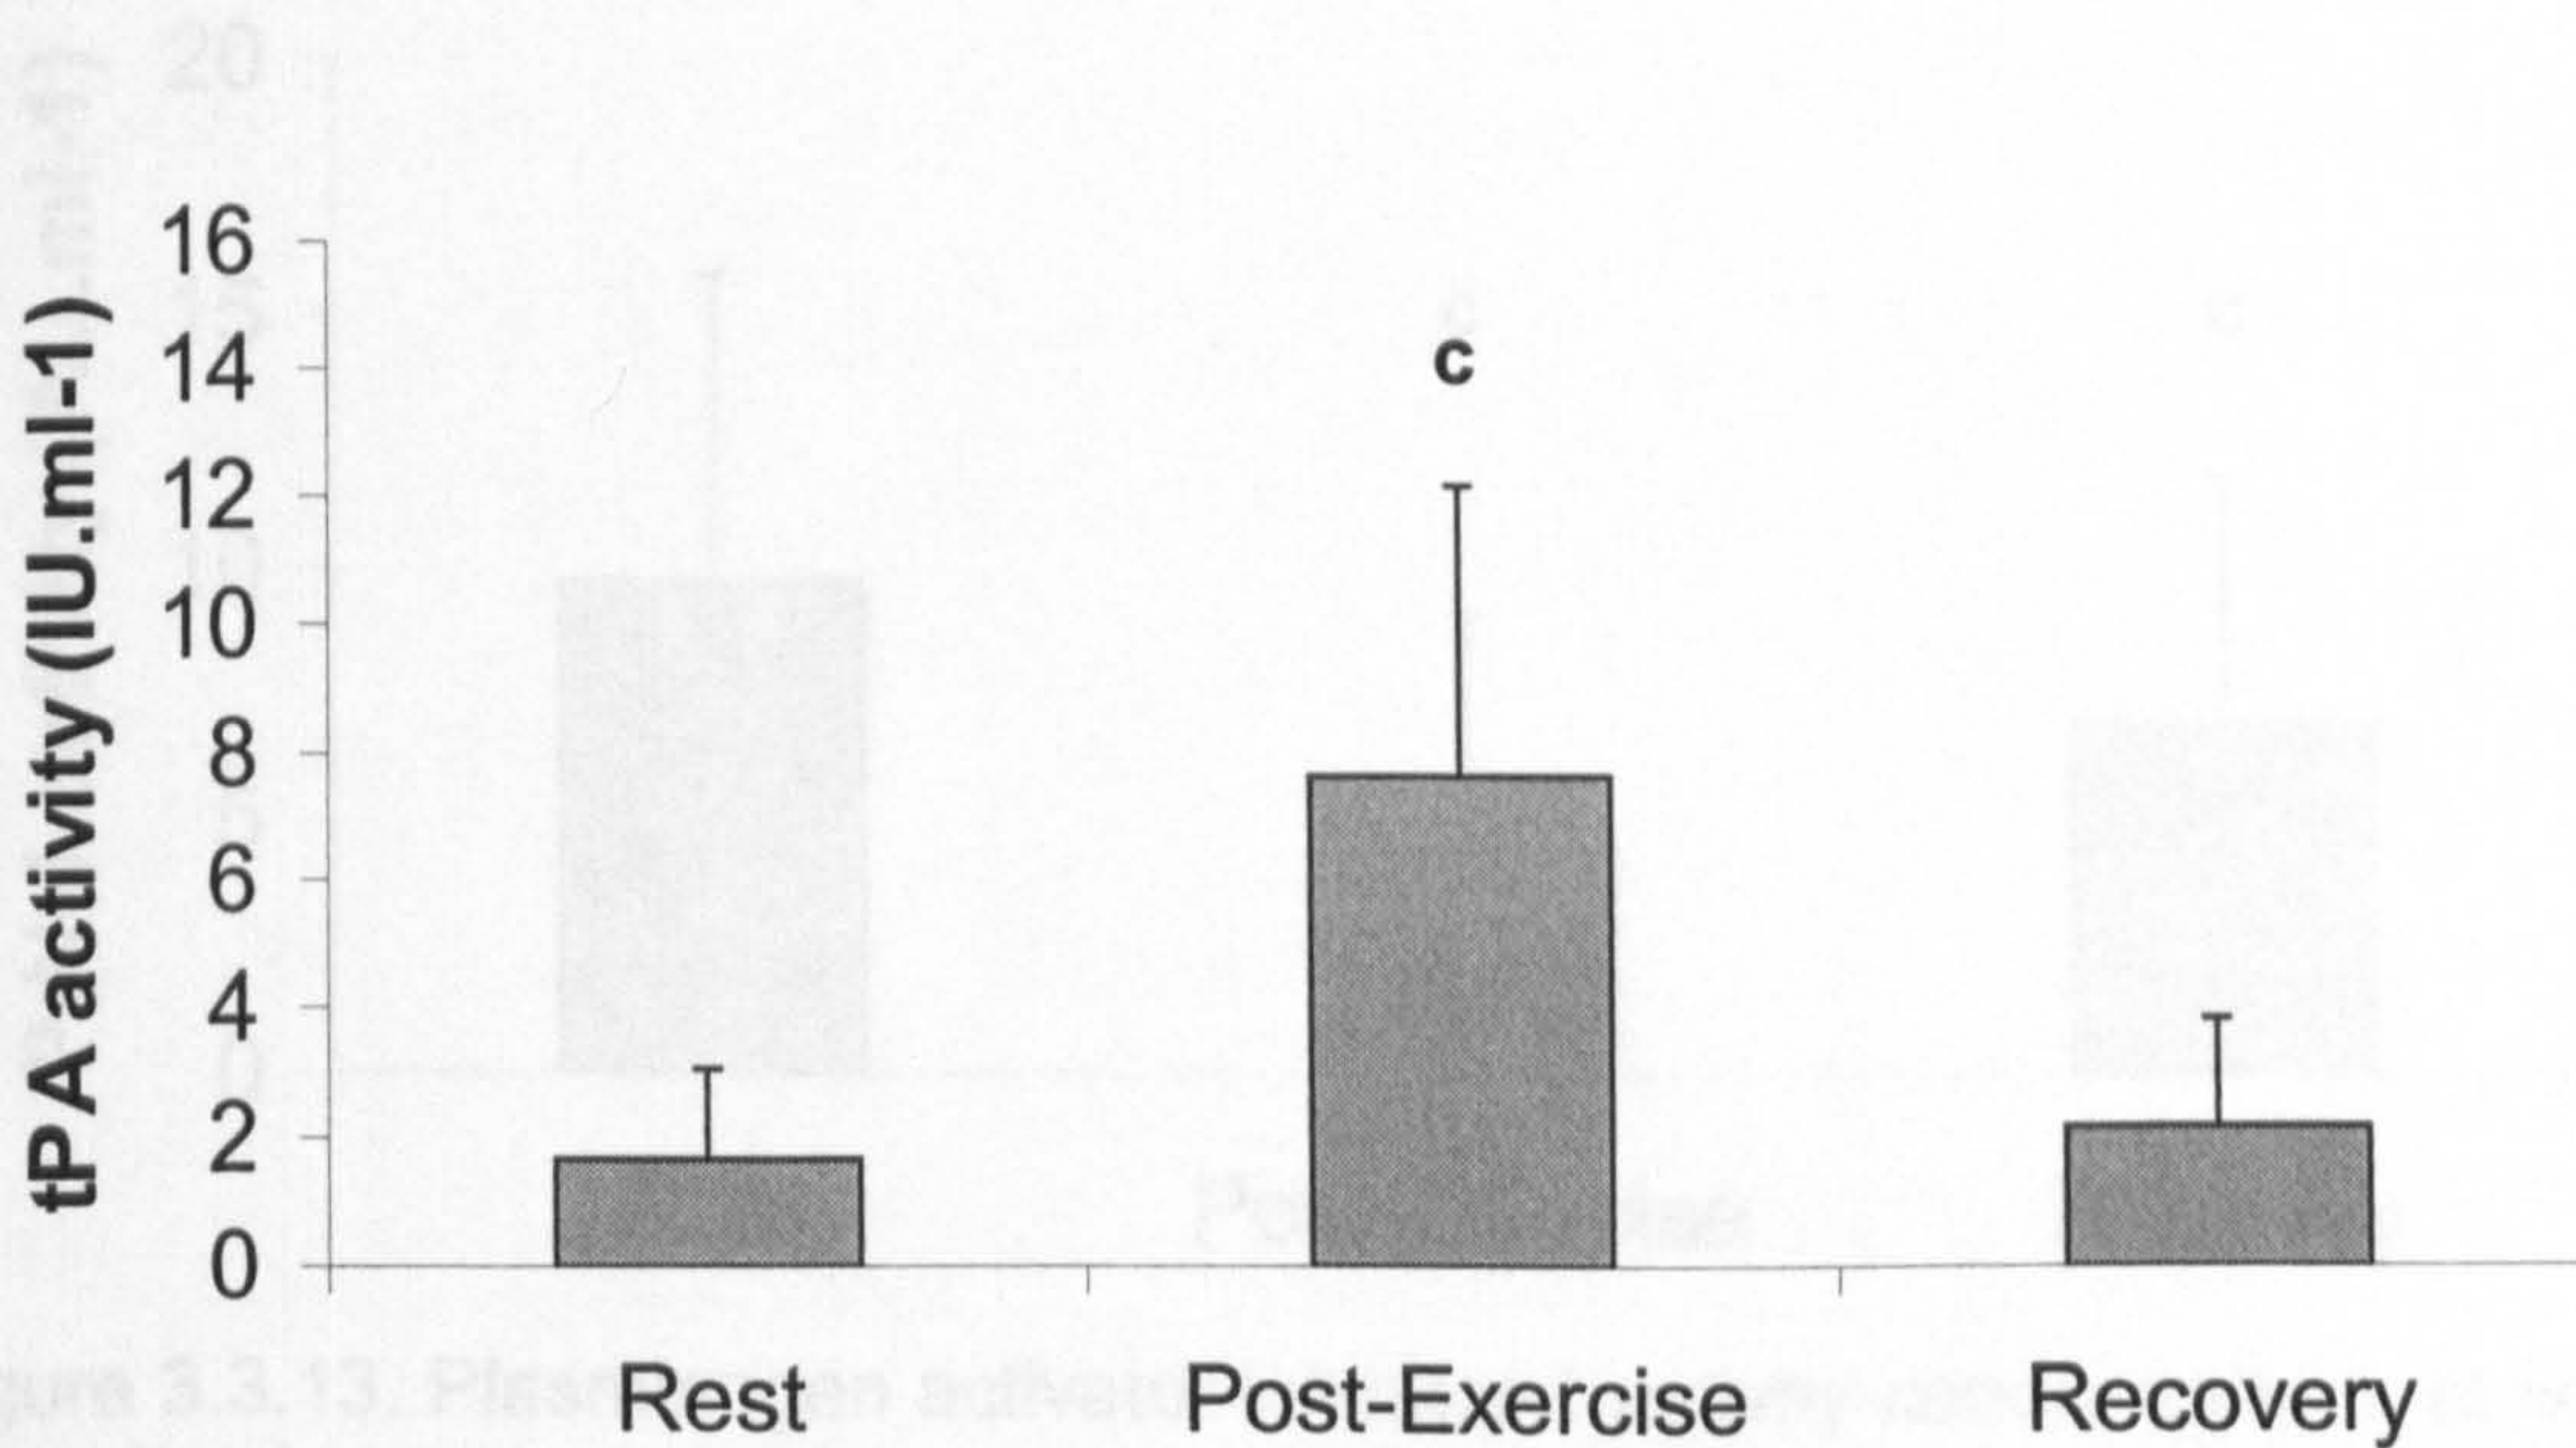 tPA activity (IU.ml-1)
16
14
12
10
8
6
4
2
0
c
Rest
Post-Exercise
Recovery